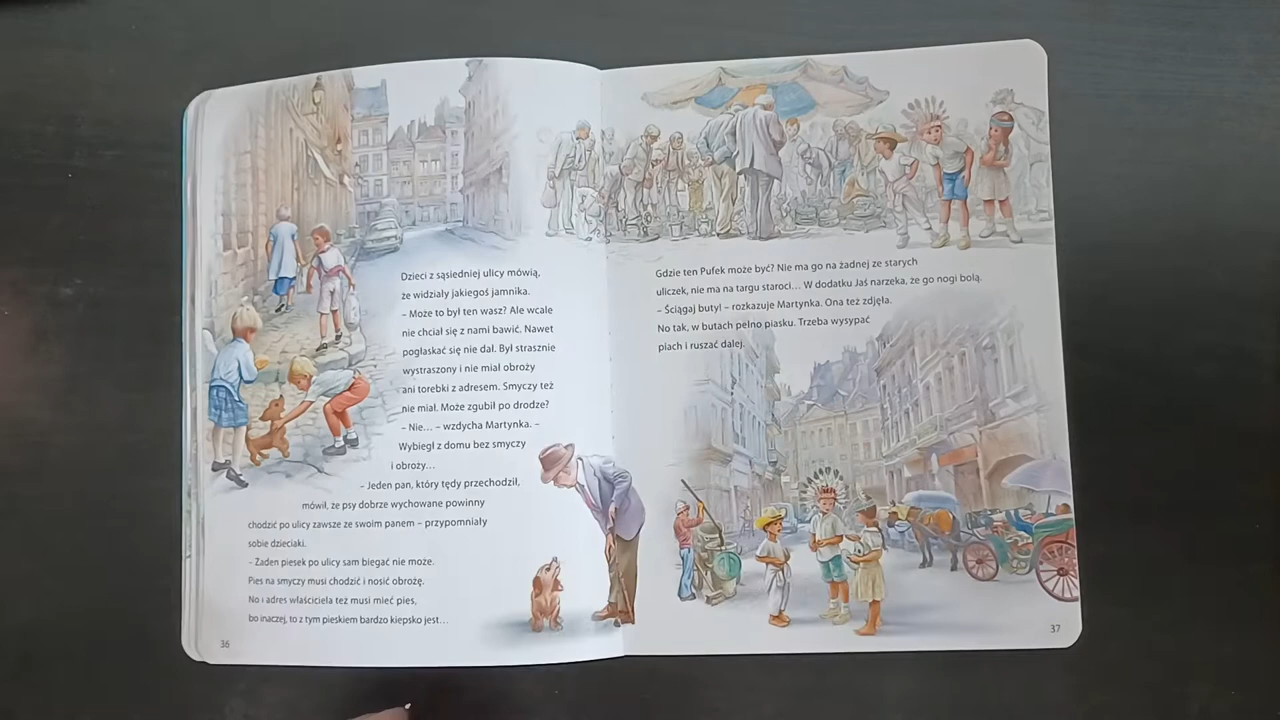 Dzieci z sąsiedniej ulicy mówią,
że widziały jakiegoś jamnika.
– Może to był ten wasz? Ale wcale
nie chciał się z nami bawić. Nawet
pogłaskać się nie dał. Był strasznie
wystraszony i nie miał obroży
ani torebki z adresem. Smyczy też
nie miał. Może zgubił po drodze?
– Nie... – wzdycha Martynka. –
Wybiegł z domu bez smyczy
i obroży...
– Jeden pan, który tędy przechodził,
mówił, że psy dobrze wychowane powinny
chodzić po ulicy zawsze ze swoim panem – przypomniały
sobie dzieciaki.
– Żaden piesek po ulicy sam biegać nie może.
Pies na smyczy musi chodzić i nosić obrożę.
No i adres właściciela też musi mieć pies,
bo inaczej, to z tym pieskiem bardzo kiepsko jest...
36
Gdzie ten Pufek może być? Nie ma go na żadnej ze starych
uliczek, nie ma na targu staroci... W dodatku Jaś narzeka, że go nogi bolą.
– Ściągaj buty! – rozkazuje Martynka. Ona też zdjęła.
No tak, w butach pełno piasku. Trzeba wysypać
piach i ruszać dalej.
37